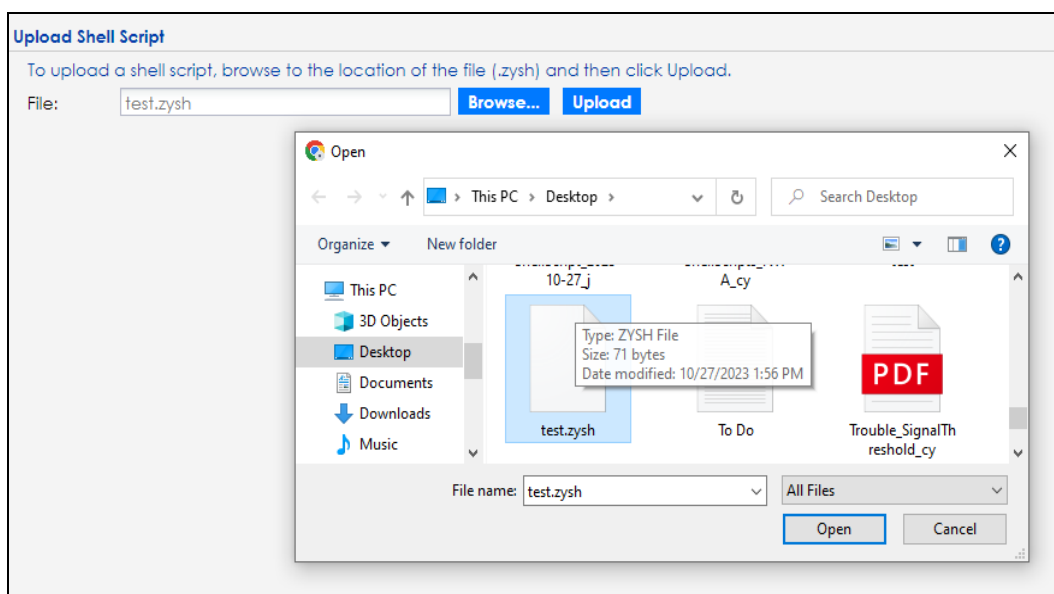 Upload Shell Script
To upload a shell script, browse to the location of the file (.zysh) and then click Upload.
File: test.zysh Browse... Upload
Open
This PC > Desktop >
Search Desktop
Organize New folder
This PC
3D Objects
Desktop
Documents
Downloads
Music
10-27_j
A_cy
Type: ZYSH File
Size: 71 bytes
Date modified: 10/27/2023 1:56 PM
PDF
test.zysh
To Do
Trouble_SignalTh
reshold_cy
File name: test.zysh All Files
Open Cancel